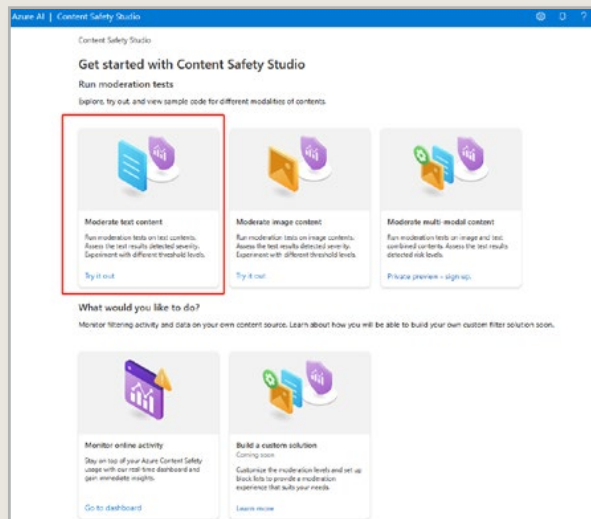 Azure AI | Content Safety Studio
Content Safety Studio
Get started with Content Safety Studio
Run moderation tests
Explore, try out, and view sample code for different modalities of contents.
Moderate text content
Run moderation tests on text contents.
Assess the test results detected severity.
Experiment with different threshold levels.
Try it out
Moderate image content
Run moderation tests on image contents.
Assess the test results detected severity.
Experiment with different threshold levels.
Try it out
Moderate multi-modal content
Run moderation tests on image and text
combined contents. Assess the test results
detected risk levels.
Private preview - sign up.
What would you like to do?
Monitor filtering activity and data on your own content source. Learn about how you will be able to build your own custom filter solution soon.
Monitor online activity
Stay on top of your Azure Content Safety
usage with our real-time dashboard and
gain immediate insights.
Go to dashboard
Build a custom solution
Coming soon
Customize the moderation levels and set up
block lists to provide a moderation
experience that suits your needs.
Learn more